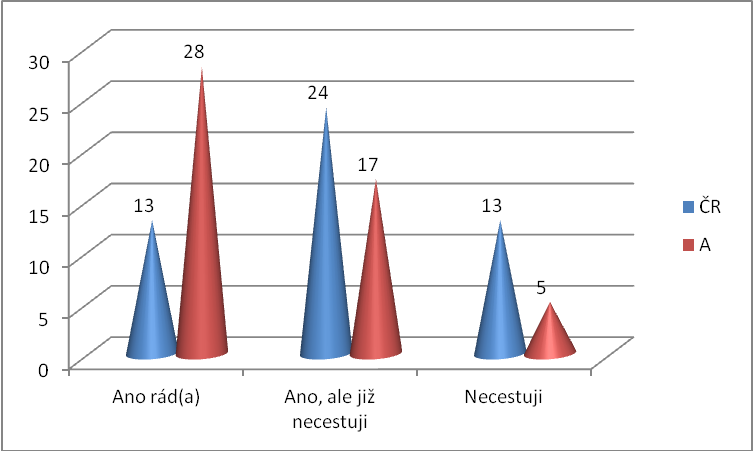 30
25
20
15
10
5
0
13
28
24
17
13
5
Ano rád(a)
Ano, ale již
necestuji
Necestuji
ČR
A